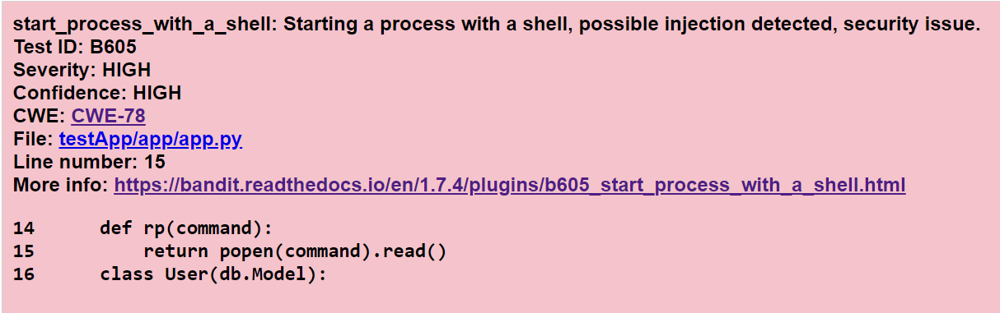 start_process_with_a_shell: Starting a process with a shell, possible injection detected, security issue.
Test ID: B605
Severity: HIGH
Confidence: HIGH
CWE: CWE-78
File: testApp/app/app.py
Line number: 15
More info: https://bandit.readthedocs.io/en/1.7.4/plugins/b605_start_process_with_a_shell.html
14      def rp(command):
15          return popen(command).read()
16      class User(db.Model):